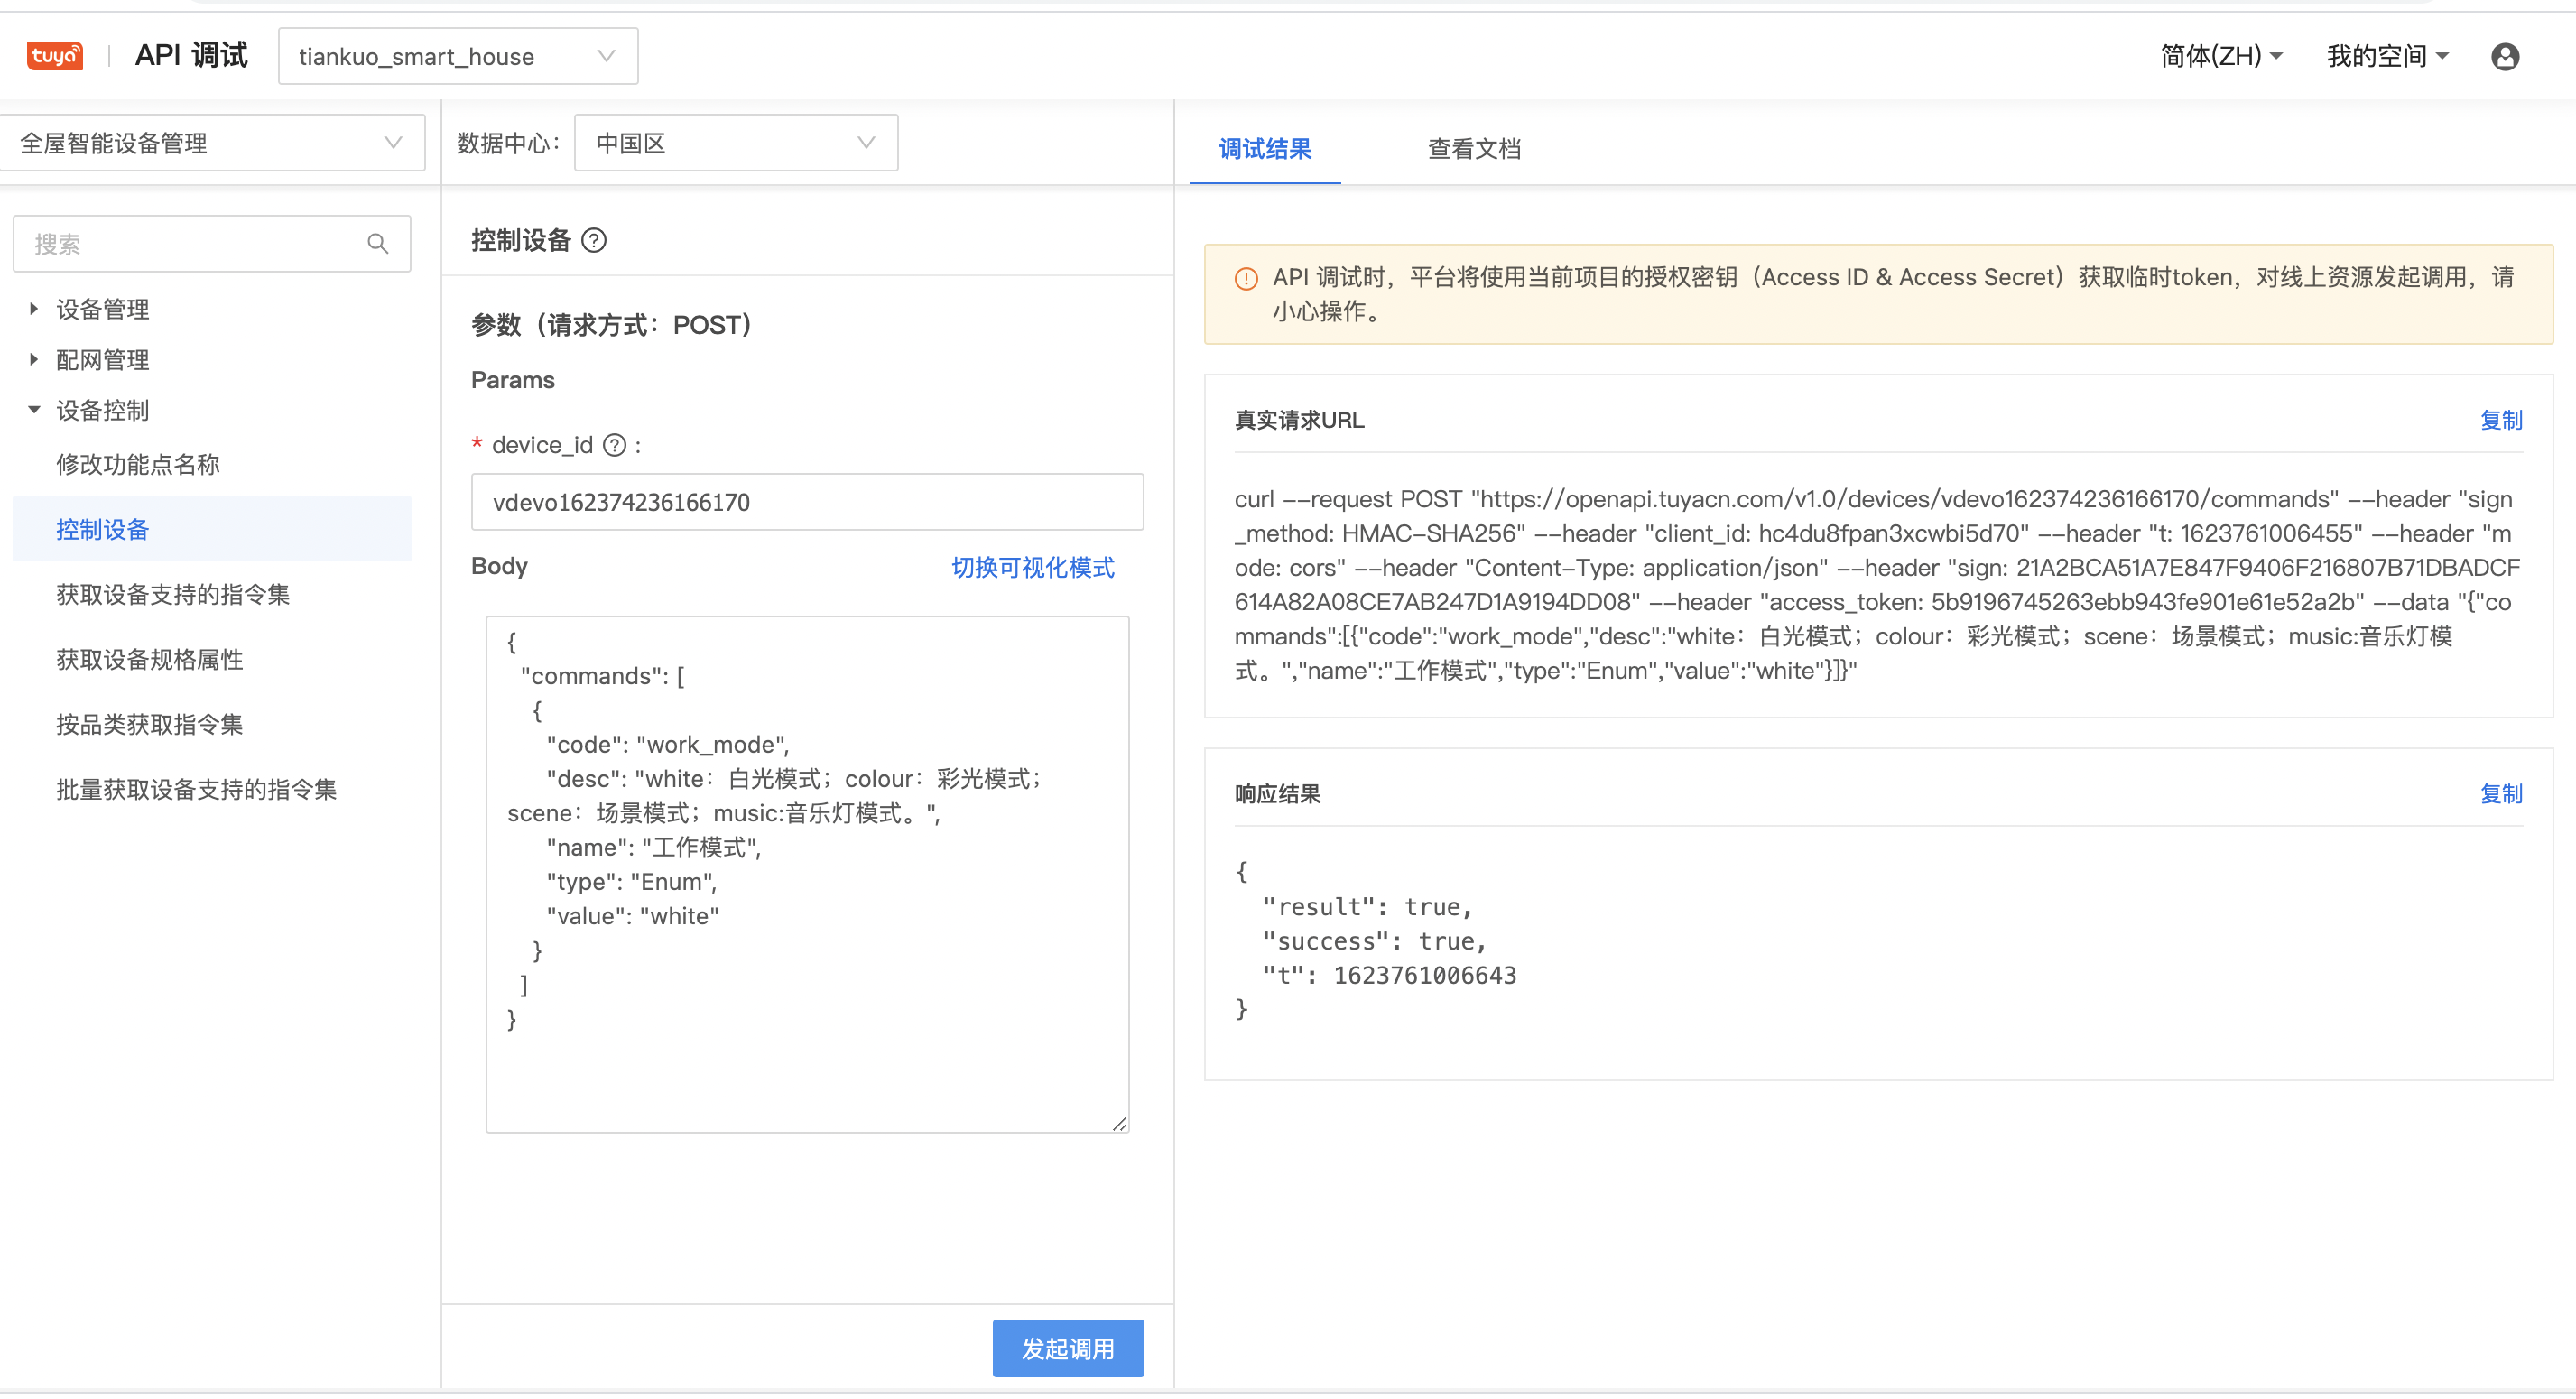 tuya
API 调试
tiankuo_smart_house
简体(ZH)
我的空间
全屋智能设备管理
搜索
设备管理
配网管理
设备控制
修改功能点名称
控制设备
获取设备支持的指令集
获取设备规格属性
按品类获取指令集
批量获取设备支持的指令集
数据中心：
中国区
控制设备 ?
参数（请求方式：POST）
Params
* device_id ? :
vdevo162374236166170
Body
切换可视化模式
{
"commands": [
{
"code": "work_mode",
"desc": "white：白光模式；colour：彩光模式；
scene：场景模式；music:音乐灯模式。",
"name": "工作模式",
"type": "Enum",
"value": "white"
}
]
}
发起调用
调试结果
查看文档
API 调试时，平台将使用当前项目的授权密钥（Access ID & Access Secret）获取临时token，对线上资源发起调用，请
小心操作。
真实请求URL
复制
curl --request POST "https://openapi.tuyacn.com/v1.0/devices/vdevo162374236166170/commands" --header "sign
_method: HMAC-SHA256" --header "client_id: hc4du8fpan3xcwbi5d70" --header "t: 1623761006455" --header "m
ode: cors" --header "Content-Type: application/json" --header "sign: 21A2BCA51A7E847F9406F216807B71DBADCF
614A82A08CE7AB247D1A9194DD08" --header "access_token: 5b9196745263ebb943fe901e61e52a2b" --data "{"co
mmands":[{"code":"work_mode","desc":"white：白光模式；colour：彩光模式；scene：场景模式；music:音乐灯模
式。","name":"工作模式","type":"Enum","value":"white"}]}"
响应结果
复制
{
"result": true,
"success": true,
"t": 1623761006643
}